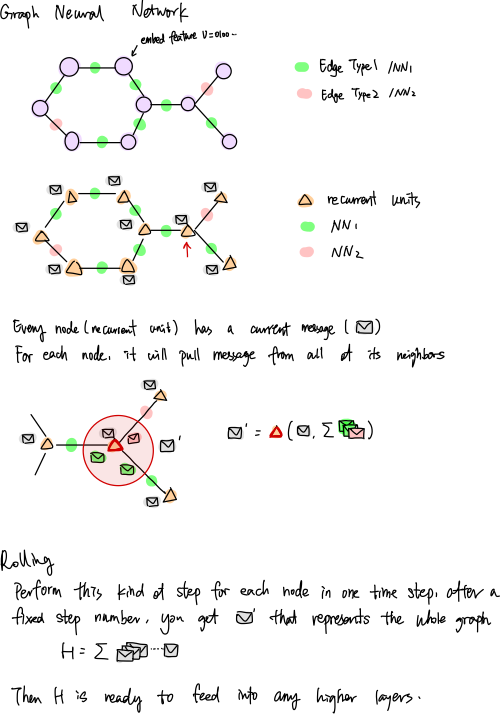 Graph Neural Network
embed feature V=0100--
Edge Type1 / NN1
Edge Type2 / NN2
recurrent units
NN1
NN2
Every node (recurrent unit) has a current message ( )
For each node, it will pull message from all of its neighbors
' = ( , Σ )
Rolling
Perform this kind of step for each node in one time step, after a
fixed step number, you get ' that represents the whole graph
H = Σ ....
Then H is ready to feed into any higher layers.